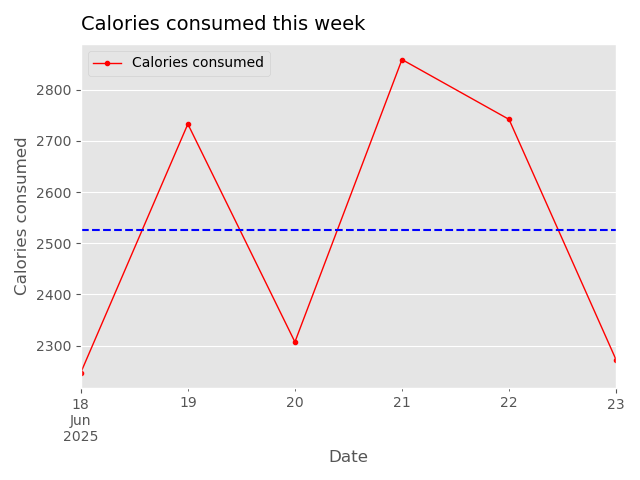 Calories consumed this week
Calories consumed
2800
2700
2600
2500
2400
2300
Calories consumed
18
Jun
2025
19
20
21
22
23
Date